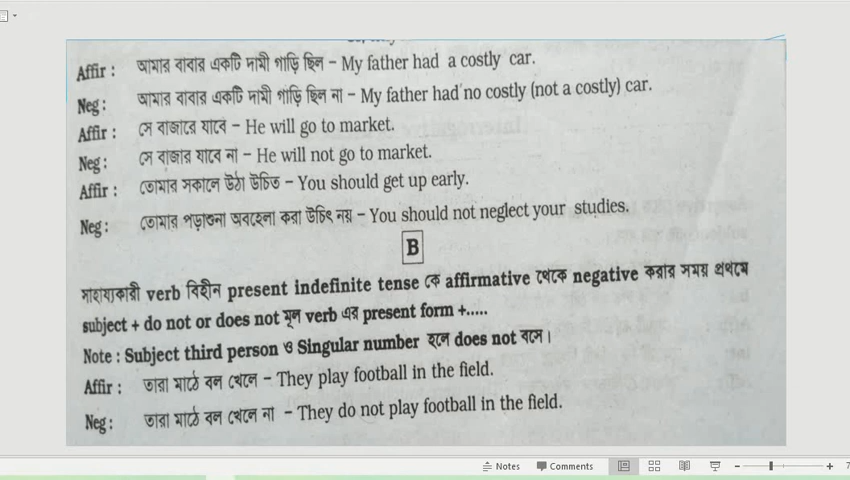 Affir : আমার বাবার একটি দামী গাড়ি ছিল – My father had a costly car.
Neg : আমার বাবার একটি দামী গাড়ি ছিল না – My father had no costly (not a costly) car.
Affir : সে বাজারে যাবে – He will go to market.
Neg : সে বাজার যাবে না – He will not go to market.
Affir : তোমার সকালে উঠা উচিত – You should get up early.
Neg : তোমার পড়াশুনা অবহেলা করা উচিৎ নয় – You should not neglect your studies.
B
সাহায্যকারী verb বিহীন present indefinite tense কে affirmative থেকে negative করার সময় প্রথমে
subject + do not or does not মূল verb এর present form +.....
Note : Subject third person ও Singular number হলে does not বসে।
Affir : তারা মাঠে বল খেলে – They play football in the field.
Neg : তারা মাঠে বল খেলে না – They do not play football in the field.
Notes Comments
7